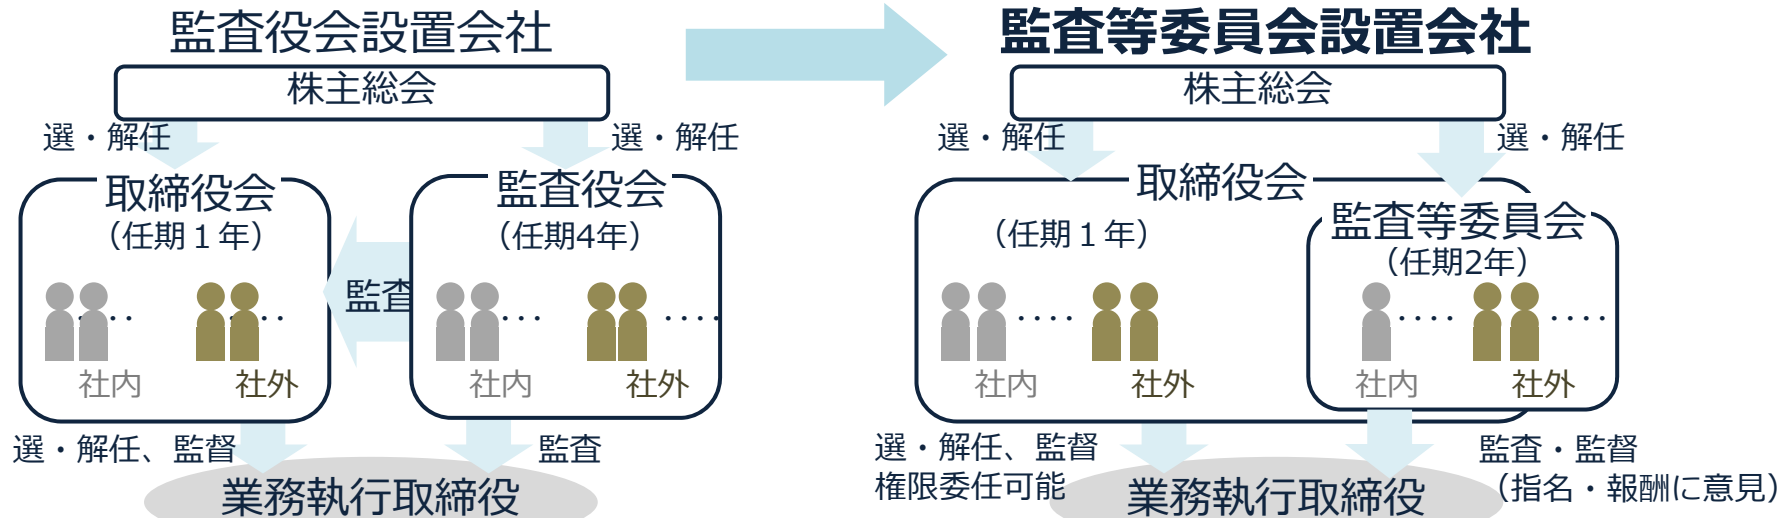 監査役会設置会社
株主総会
選・解任
選・解任
取締役会
（任期１年）
監査役会
（任期4年）
監査
‥‥
‥‥
‥‥
‥‥
社内
社外
社内
社外
選・解任、監督
監査
業務執行取締役
監査等委員会設置会社
株主総会
選・解任
選・解任
取締役会
（任期１年）
監査等委員会
（任期2年）
‥‥
‥‥
‥‥
社内
社外
社内
社外
選・解任、監督
権限委任可能
監査・監督
（指名・報酬に意見）
業務執行取締役